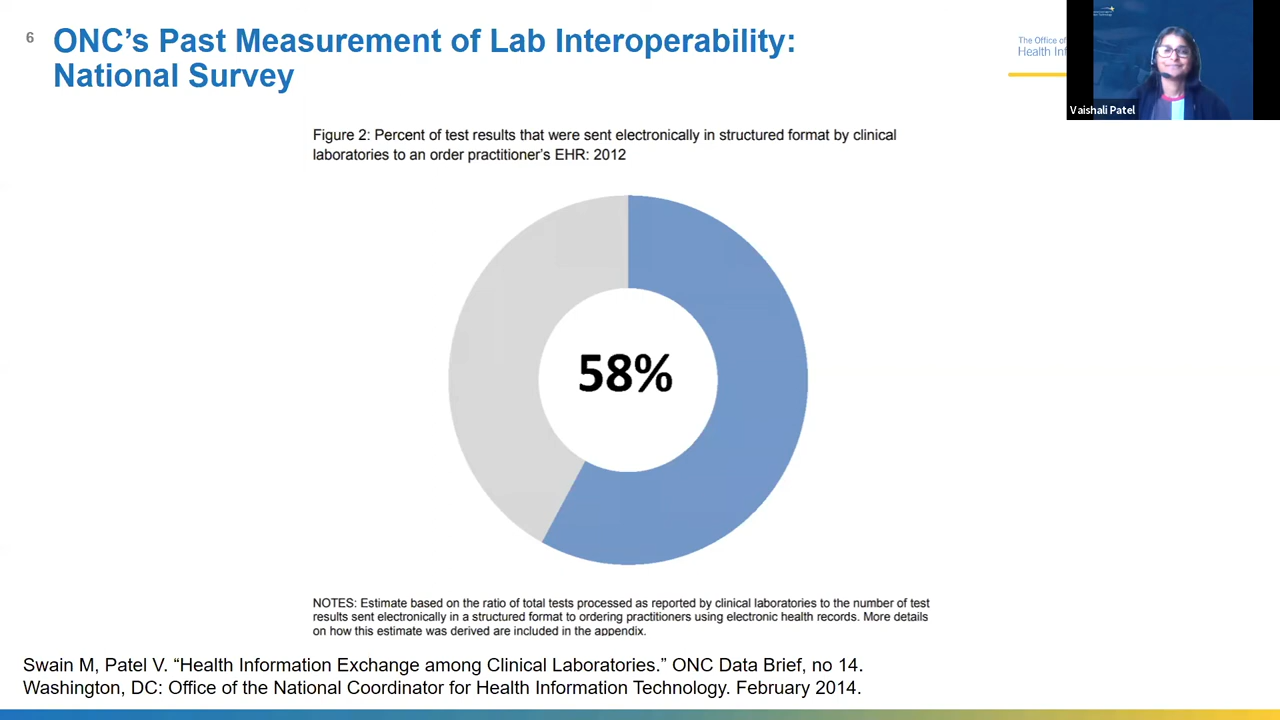 6
ONC’s Past Measurement of Lab Interoperability:
National Survey
The Office of
Health
Vaishali Patel
Figure 2: Percent of test results that were sent electronically in structured format by clinical
laboratories to an order practitioner’s EHR: 2012
58%
NOTES: Estimate based on the ratio of total tests processed as reported by clinical laboratories to the number of test
results sent electronically in a structured format to ordering practitioners using electronic health records. More details
on how this estimate was derived are included in the appendix.
Swain M, Patel V. “Health Information Exchange among Clinical Laboratories.” ONC Data Brief, no 14.
Washington, DC: Office of the National Coordinator for Health Information Technology. February 2014.